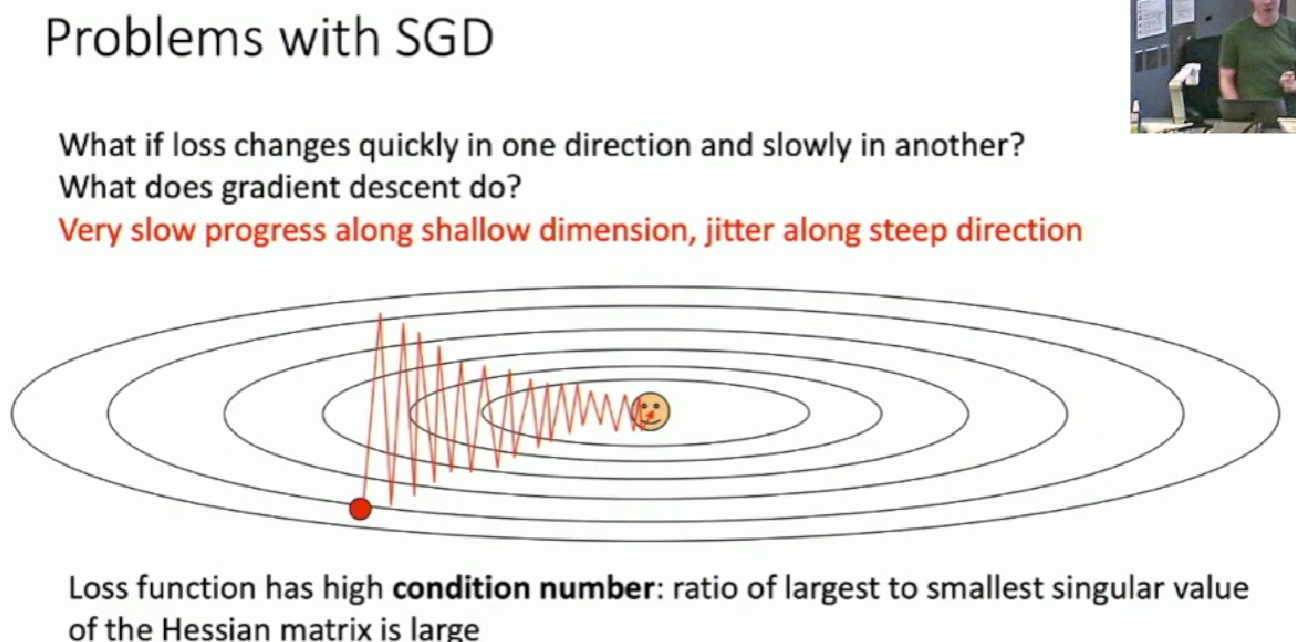 Problems with SGD
What if loss changes quickly in one direction and slowly in another?
What does gradient descent do?
Very slow progress along shallow dimension, jitter along steep direction
Loss function has high condition number: ratio of largest to smallest singular value
of the Hessian matrix is large